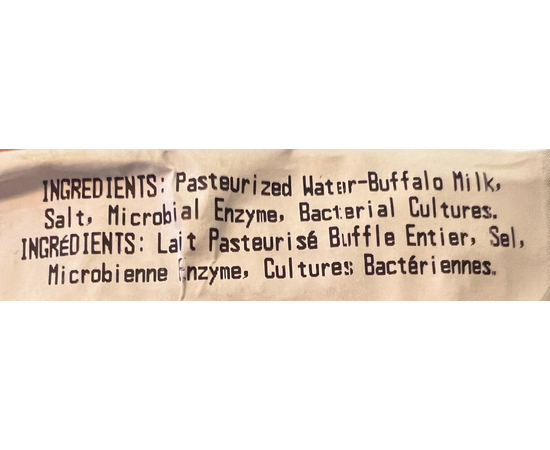 INGREDIENTS: Pasteurized Water-Buffalo Milk,
Salt, Microbial Enzyme, Bacterial Cultures.
INGRÉDIENTS: Lait Pasteurisé Buffle Entier, Sel,
Microbienne Enzyme, Cultures Bactériennes.